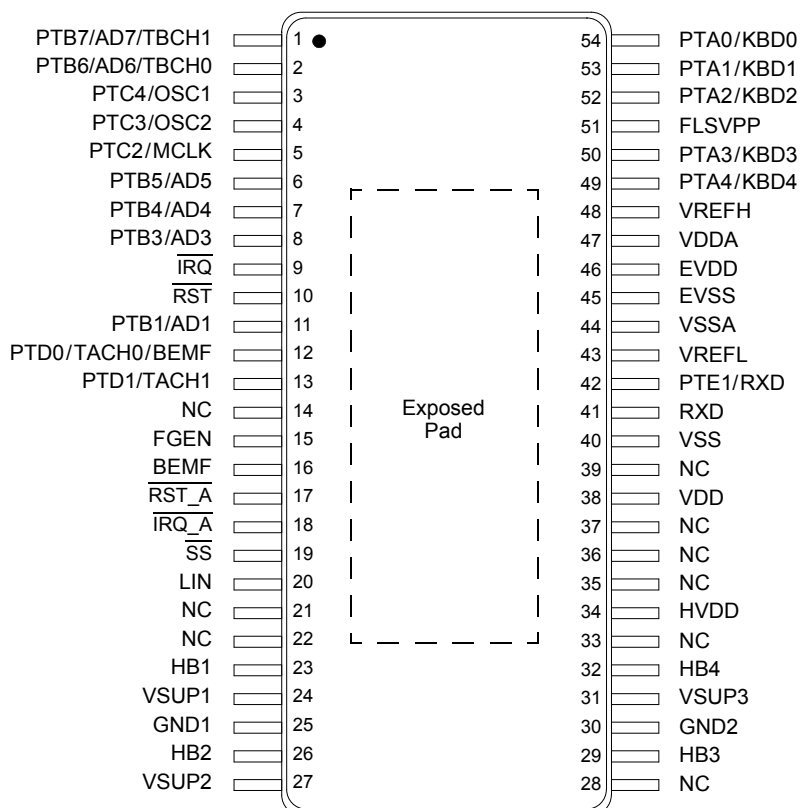 PTB7/AD7/TBCH1 1 54 PTA0/KBD0
PTB6/AD6/TBCH0 2 53 PTA1/KBD1
PTC4/OSC1 3 52 PTA2/KBD2
PTC3/OSC2 4 51 FLSVPP
PTC2/MCLK 5 50 PTA3/KBD3
PTB5/AD5 6 49 PTA4/KBD4
PTB4/AD4 7 48 VREFH
PTB3/AD3 8 47 VDDA
IRQ 9 46 EVDD
RST 10 45 EVSS
PTB1/AD1 11 44 VSSA
PTD0/TACH0/BEMF 12 43 VREFL
PTD1/TACH1 13 42 PTE1/RXD
NC 14 Exposed 41 RXD
FGEN 15 Pad 40 VSS
BEMF 16 39 NC
RST_A 17 38 VDD
IRQ_A 18 37 NC
SS 19 36 NC
LIN 20 35 NC
NC 21 34 HVDD
NC 22 33 NC
HB1 23 32 HB4
VSUP1 24 31 VSUP3
GND1 25 30 GND2
HB2 26 29 HB3
VSUP2 27 28 NC